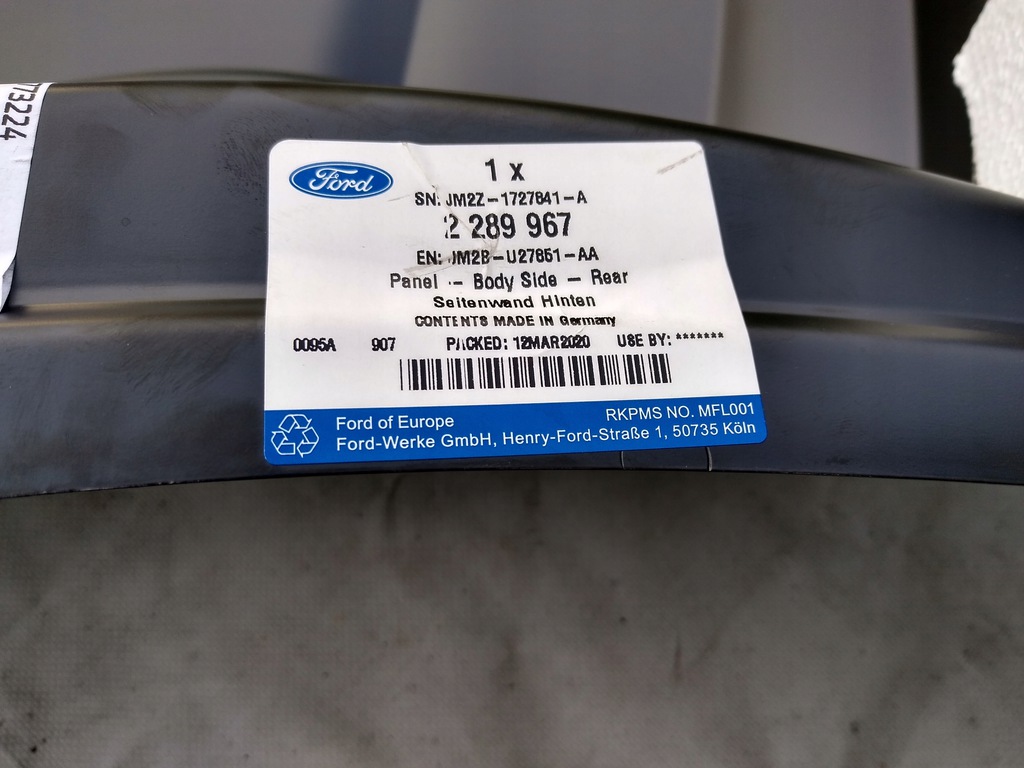 73224
Ford
1 x
SN: JM2Z-1727841-A
2 289 967
EN: JM2B-U27851-AA
Panel - Body Side - Rear
Seitenwand Hinten
CONTENTS MADE IN Germany
0095A 907 PACKED: 12MAR2020 USE BY: *******
Ford of Europe RKPMS NO. MFL001
Ford-Werke GmbH, Henry-Ford-Straße 1, 50735 Köln